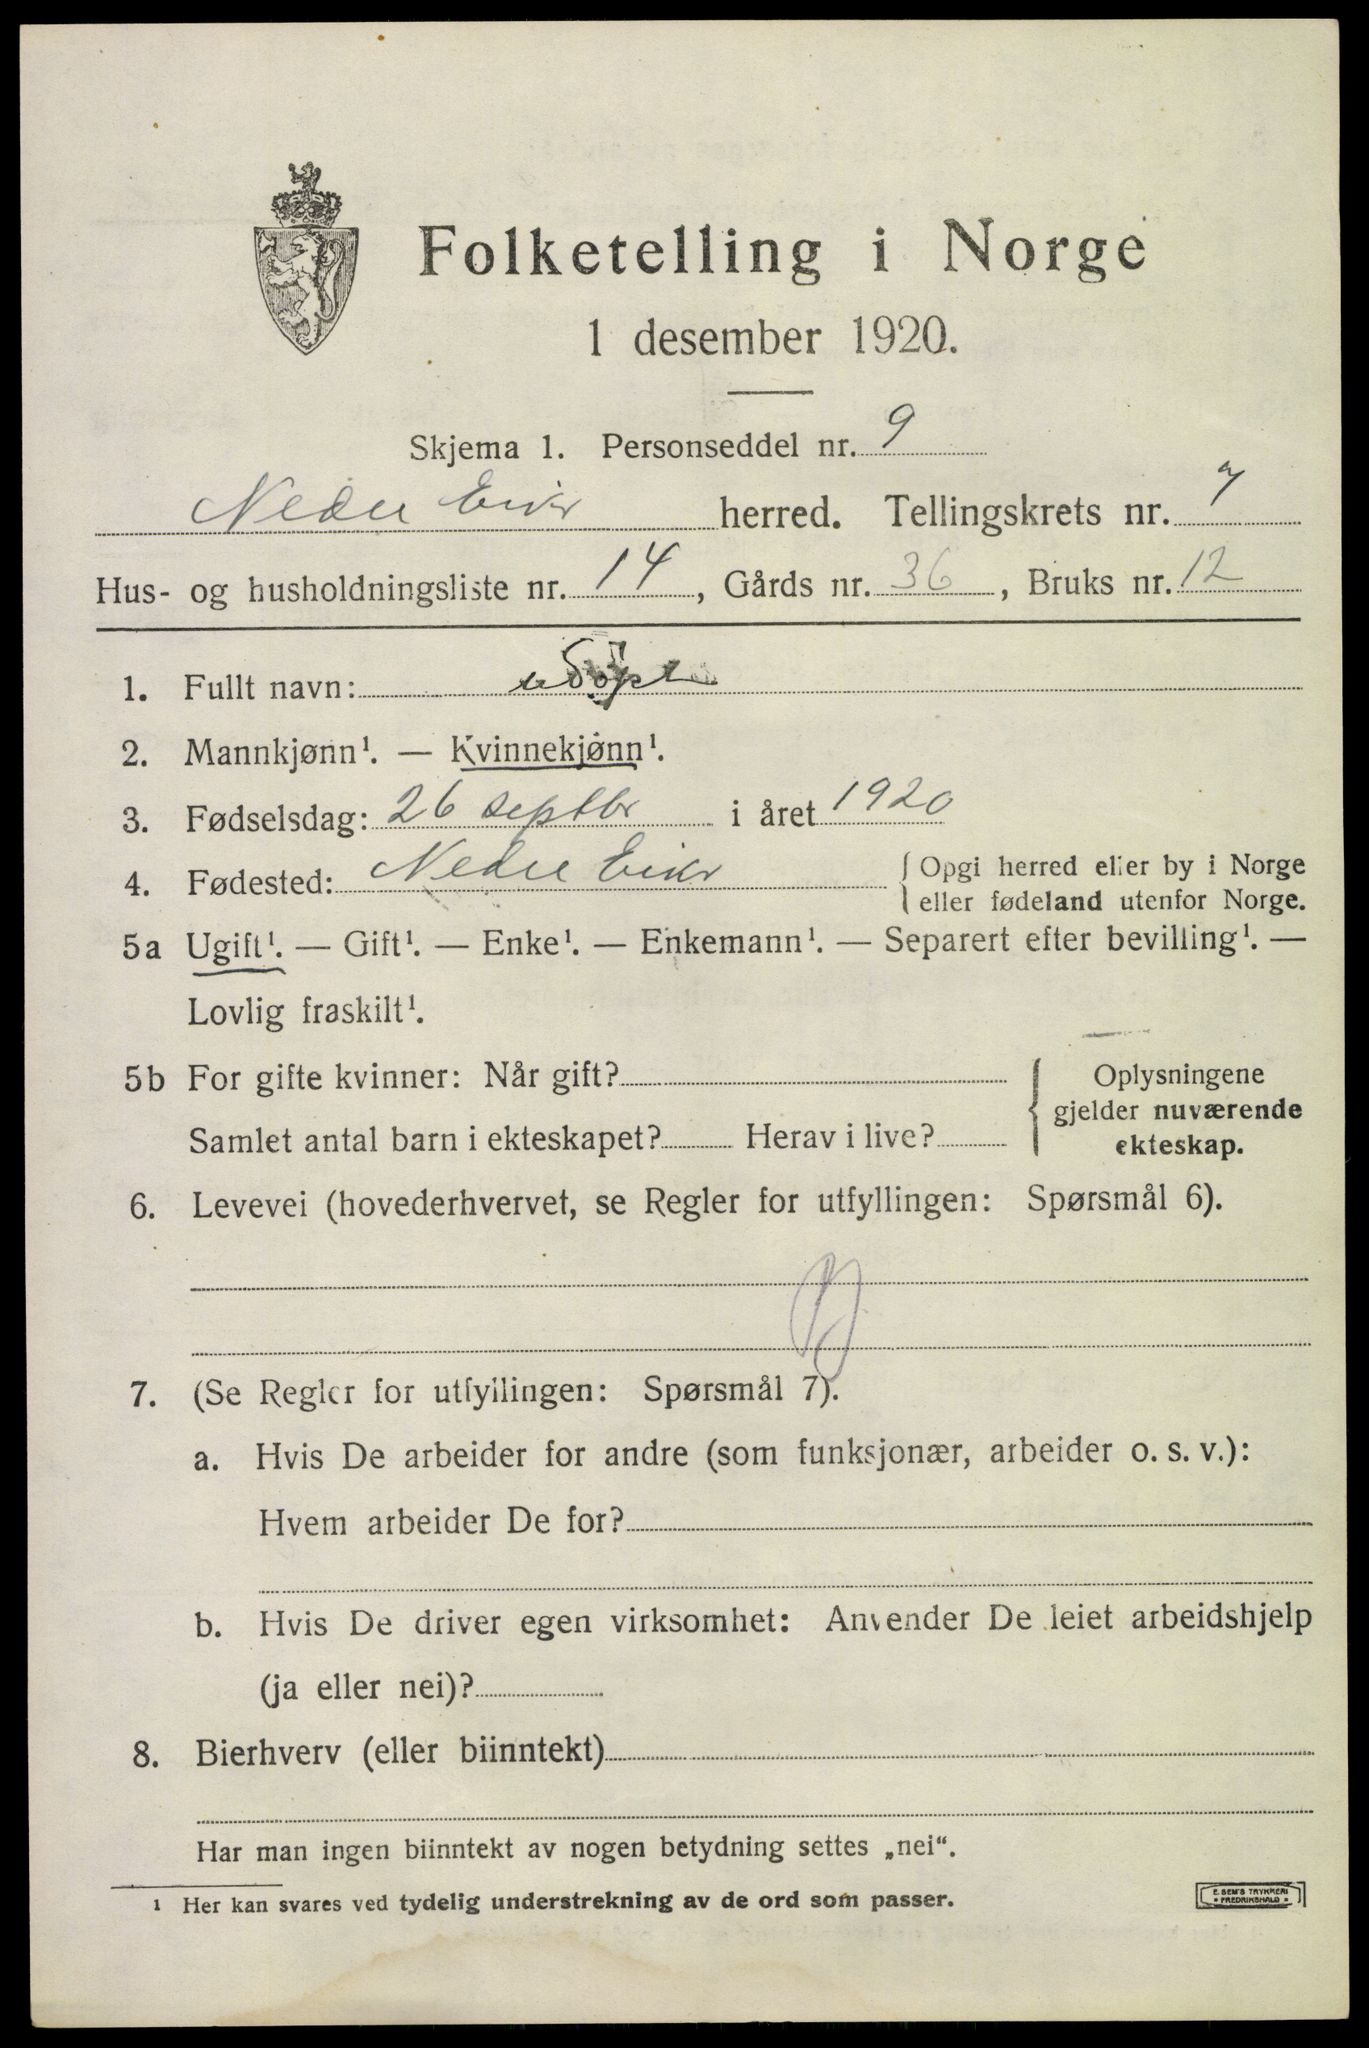 Folketelling i Norge
1 desember 1920.
Skjema 1. Personseddel nr. 9
Nedre Eiker herred. Tellingskrets nr. 7
Hus- og husholdningsliste nr. 14, Gårds nr. 36, Bruks nr. 12
1. Fullt navn: udöpt
2. Mannkjønn¹. — Kvinnekjønn¹.
3. Fødselsdag: 26 septbr i året 1920
4. Fødested: Nedre Eiker { Opgi herred eller by i Norge
eller fødeland utenfor Norge.
5a Ugift¹. — Gift¹. — Enke¹. — Enkemann¹. — Separert efter bevilling¹. —
Lovlig fraskilt¹.
5b For gifte kvinner: Når gift?
Samlet antal barn i ekteskapet? Herav i live?
{ Oplysningene
gjelder nuværende
ekteskap.
6. Levevei (hovederhvervet, se Regler for utfyllingen: Spørsmål 6).
7. (Se Regler for utfyllingen: Spørsmål 7).
a. Hvis De arbeider for andre (som funksjonær, arbeider o. s. v.):
Hvem arbeider De for?
b. Hvis De driver egen virksomhet: Anvender De leiet arbeidshjelp
(ja eller nei)?
8. Bierhverv (eller biinntekt)
Har man ingen biinntekt av nogen betydning settes „nei“.
¹ Her kan svares ved tydelig understrekning av de ord som passer.
E. SEM'S TRYKKERI
* FREDRIKSHALD *